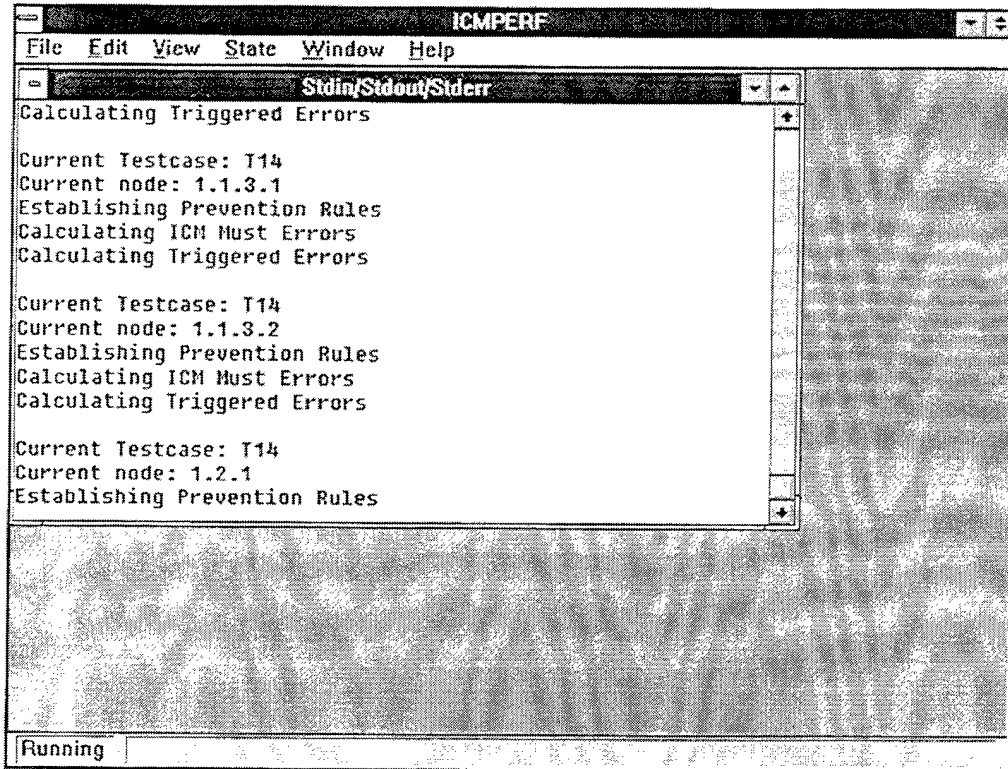 ICMPERF
File Edit View State Window Help
Stdin/Stdout/Stderr
Calculating Triggered Errors
Current Testcase: T14
Current node: 1.1.3.1
Establishing Prevention Rules
Calculating ICM Must Errors
Calculating Triggered Errors
Current Testcase: T14
Current node: 1.1.3.2
Establishing Prevention Rules
Calculating ICM Must Errors
Calculating Triggered Errors
Current Testcase: T14
Current node: 1.2.1
Establishing Prevention Rules
Running